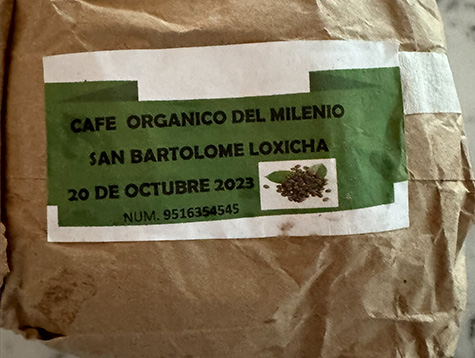 CAFE ORGANICO DEL MILENIO
SAN BARTOLOME LOXICHA
20 DE OCTUBRE 2023
NUM. 9516354545